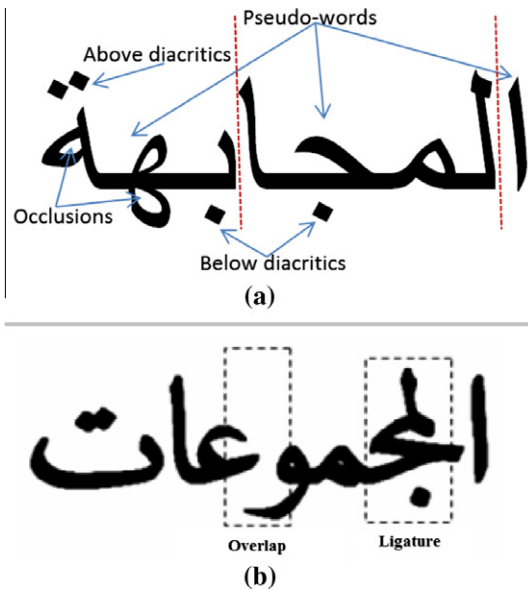 Pseudo-words
Above diacritics
المجابهة
Occlusions
Below diacritics
(a)
المجموعات
Overlap
Ligature
(b)